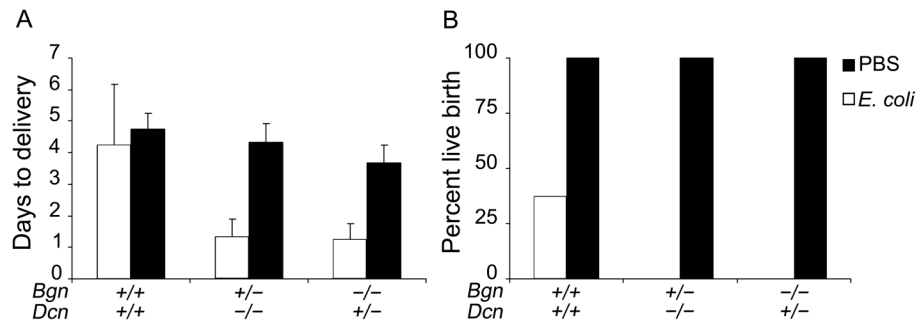 A
Days to delivery
7
6
5
4
3
2
1
0
Bgn +/+ +/− −/−
Dcn +/+ −/− +/−
B
Percent live birth
100
75
50
25
0
Bgn +/+ +/− −/−
Dcn +/+ −/− +/−
PBS
E. coli